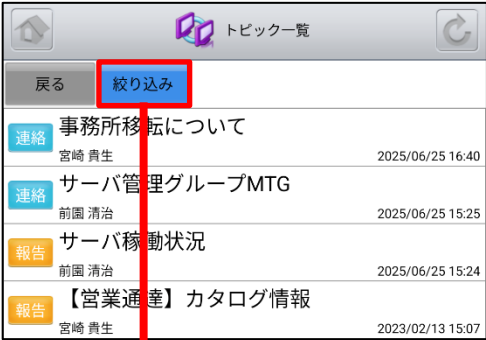 トピック一覧
戻る 絞り込み
連絡 事務所移転について
宮崎 貴生 2025/06/25 16:40
連絡 サーバ管理グループMTG
前園 清治 2025/06/25 15:25
報告 サーバ稼働状況
前園 清治 2025/06/25 15:24
報告 【営業通達】カタログ情報
宮崎 貴生 2023/02/13 15:07